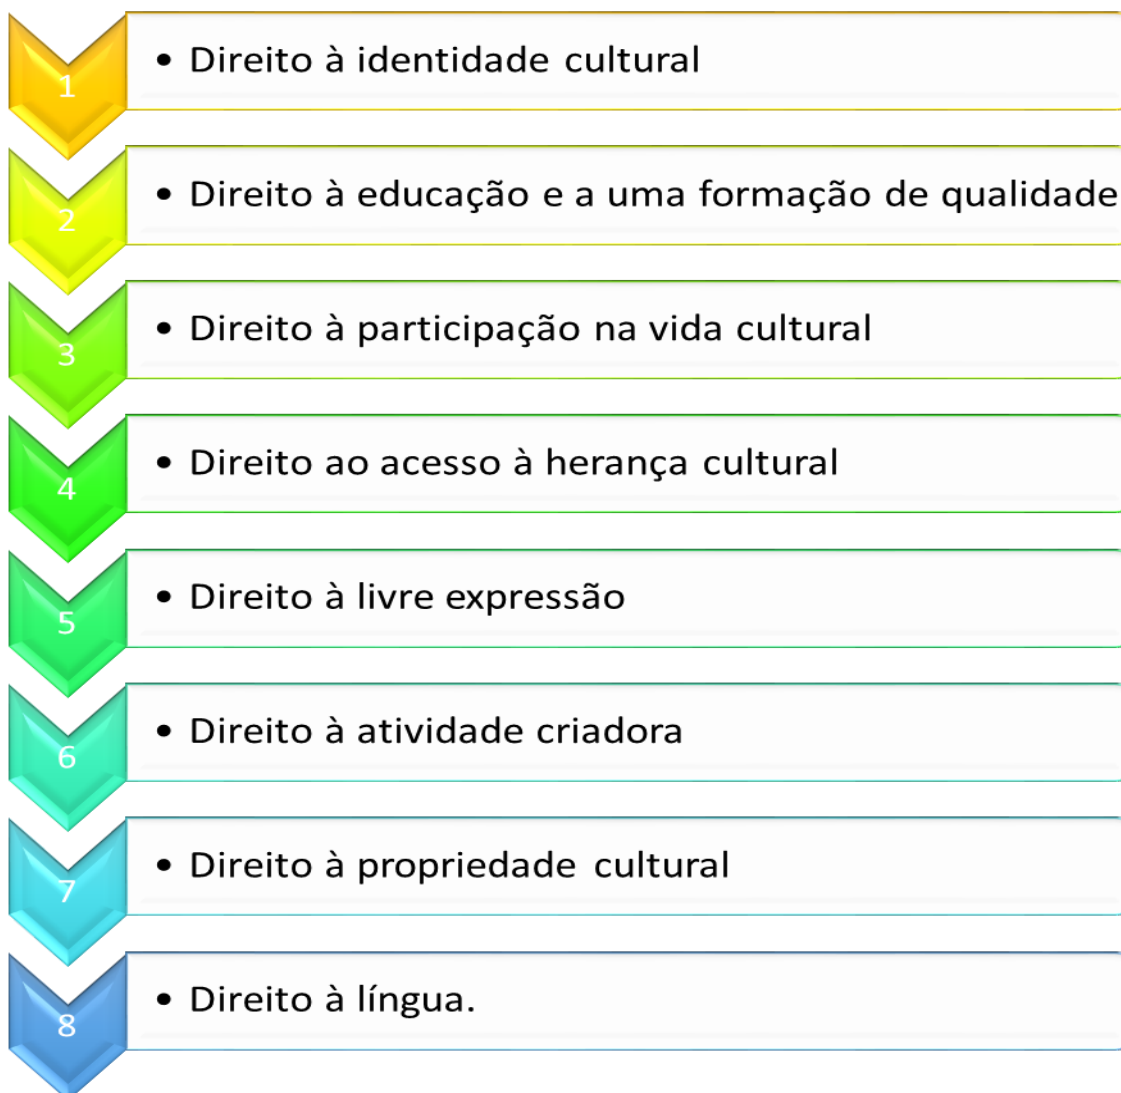 1
• Direito à identidade cultural
2
• Direito à educação e a uma formação de qualidade
3
• Direito à participação na vida cultural
4
• Direito ao acesso à herança cultural
5
• Direito à livre expressão
6
• Direito à atividade criadora
7
• Direito à propriedade cultural
8
• Direito à língua.